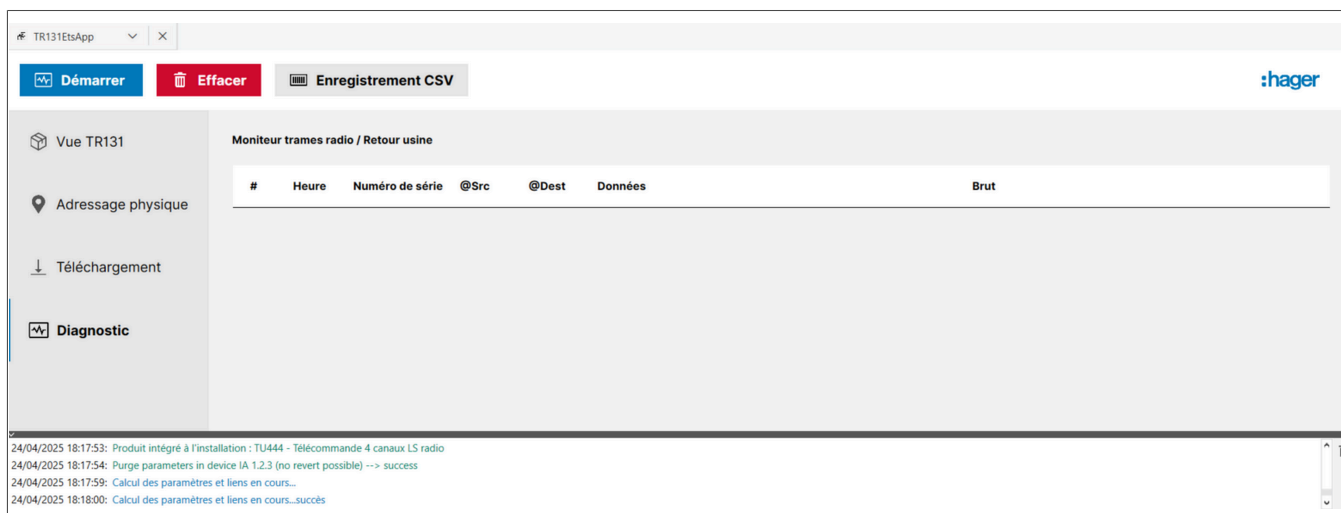 TR131EtsApp
Démarrer Effacer Enregistrement CSV :hager
Vue TR131
Adressage physique
Téléchargement
Diagnostic
Moniteur trames radio / Retour usine
# Heure Numéro de série @Src @Dest Données Brut
24/04/2025 18:17:53: Produit intégré à l'installation : TU444 - Télécommande 4 canaux LS radio
24/04/2025 18:17:54: Purge parameters in device IA 1.2.3 (no revert possible) --> success
24/04/2025 18:17:59: Calcul des paramètres et liens en cours...
24/04/2025 18:18:00: Calcul des paramètres et liens en cours...succès